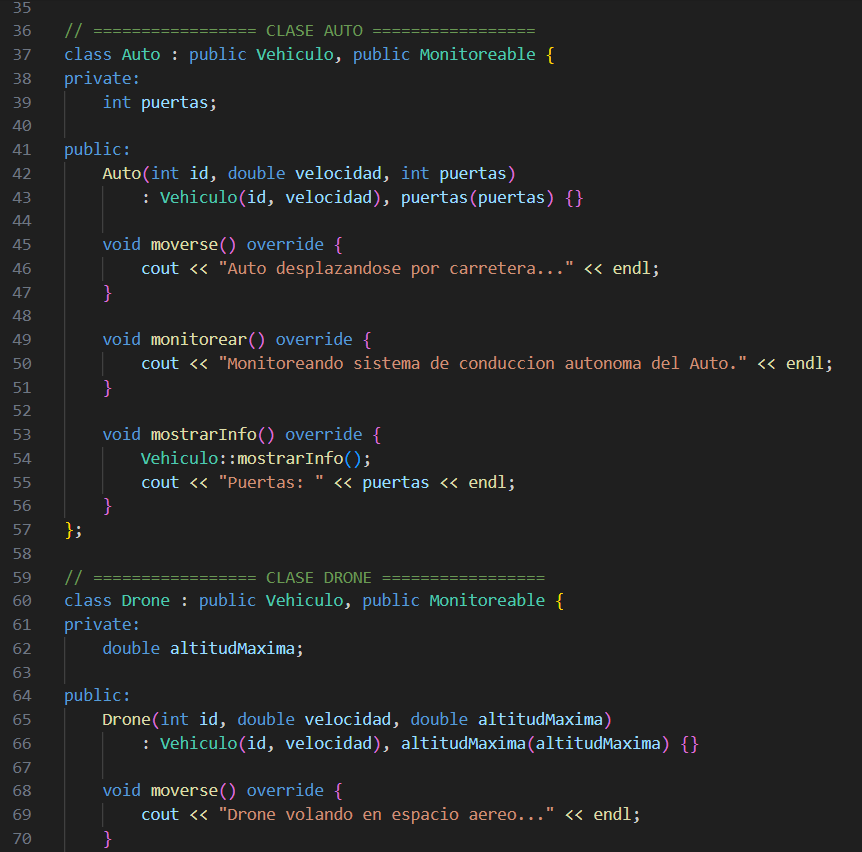 35
36 // ================= CLASE AUTO =================
37 class Auto : public Vehiculo, public Monitoreable {
38 private:
39     int puertas;
40
41 public:
42     Auto(int id, double velocidad, int puertas)
43         : Vehiculo(id, velocidad), puertas(puertas) {}
44
45     void moverse() override {
46         cout << "Auto desplazandose por carretera..." << endl;
47     }
48
49     void monitorear() override {
50         cout << "Monitoreando sistema de conduccion autonoma del Auto." << endl;
51     }
52
53     void mostrarInfo() override {
54         Vehiculo::mostrarInfo();
55         cout << "Puertas: " << puertas << endl;
56     }
57 };
58
59 // ================= CLASE DRONE =================
60 class Drone : public Vehiculo, public Monitoreable {
61 private:
62     double altitudMaxima;
63
64 public:
65     Drone(int id, double velocidad, double altitudMaxima)
66         : Vehiculo(id, velocidad), altitudMaxima(altitudMaxima) {}
67
68     void moverse() override {
69         cout << "Drone volando en espacio aereo..." << endl;
70     }